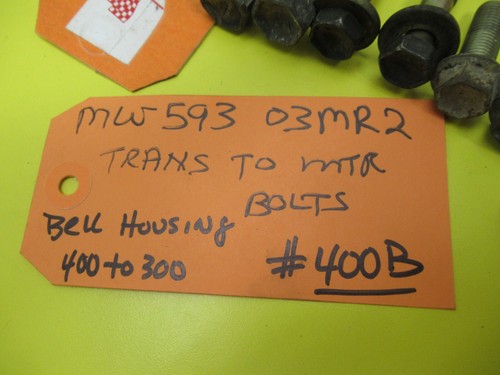 MW593 03MR2
TRANS TO MTR
BOLTS
Bell Housing
400 to 300
#400B